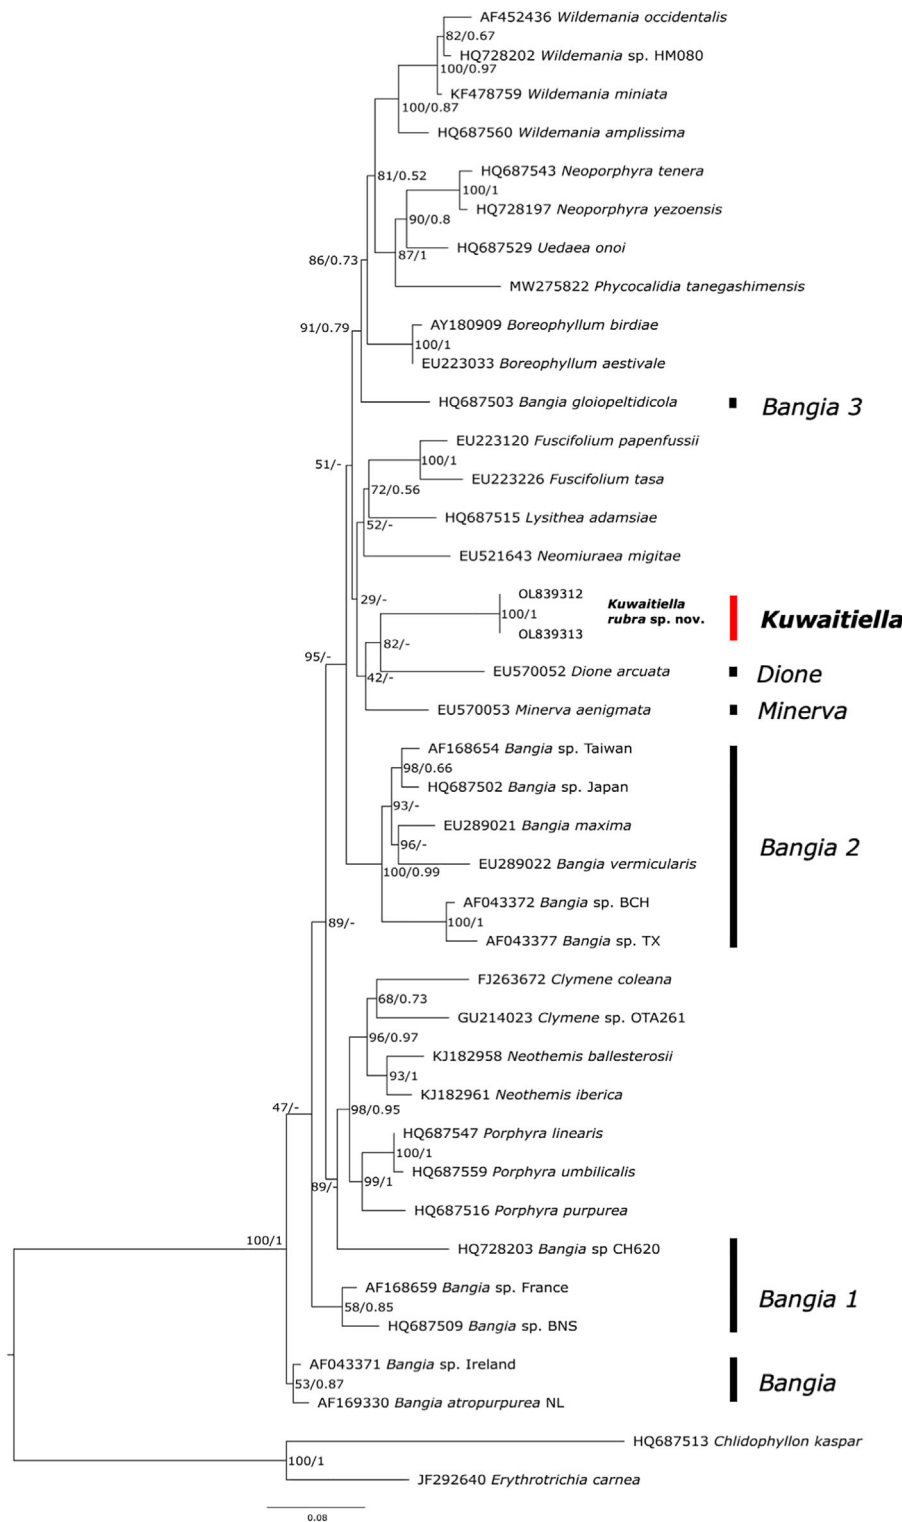 AF452436 Wildemania occidentalis
82/0.67
HQ728202 Wildemania sp. HM080
100/0.97
KF478759 Wildemania miniata
100/0.87
HQ687560 Wildemania amplissima
HQ687543 Neoporphyra tenera
81/0.52
100/1
HQ728197 Neoporphyra yezoensis
90/0.8
HQ687529 Uedaea onoi
87/1
86/0.73
MW275822 Phycocalidia tanegashimensis
AY180909 Boreophyllum birdiae
91/0.79
100/1
EU223033 Boreophyllum aestivale
HQ687503 Bangia gloiopeltidicola
Bangia 3
EU223120 Fuscifolium papenfussii
100/1
51/-
EU223226 Fuscifolium tasa
72/0.56
HQ687515 Lysithea adamsiae
52/-
EU521643 Neomiuraea migitae
OL839312
29/-
Kuwaitiella
rubra sp. nov.
100/1
Kuwaitiella
OL839313
82/-
95/-
EU570052 Dione arcuata
Dione
42/-
EU570053 Minerva aenigmata
Minerva
AF168654 Bangia sp. Taiwan
98/0.66
HQ687502 Bangia sp. Japan
93/-
EU289021 Bangia maxima
96/-
Bangia 2
EU289022 Bangia vermicularis
100/0.99
AF043372 Bangia sp. BCH
100/1
89/-
AF043377 Bangia sp. TX
FJ263672 Clymene coleana
68/0.73
GU214023 Clymene sp. OTA261
96/0.97
KJ182958 Neothemis ballesterosii
93/1
KJ182961 Neothemis iberica
47/-
98/0.95
HQ687547 Porphyra linearis
100/1
HQ687559 Porphyra umbilicalis
99/1
89/-
HQ687516 Porphyra purpurea
100/1
HQ728203 Bangia sp CH620
AF168659 Bangia sp. France
Bangia 1
58/0.85
HQ687509 Bangia sp. BNS
AF043371 Bangia sp. Ireland
53/0.87
Bangia
AF169330 Bangia atropurpurea NL
HQ687513 Chlidophyllon kaspar
100/1
JF292640 Erythrotrichia carnea
0.08